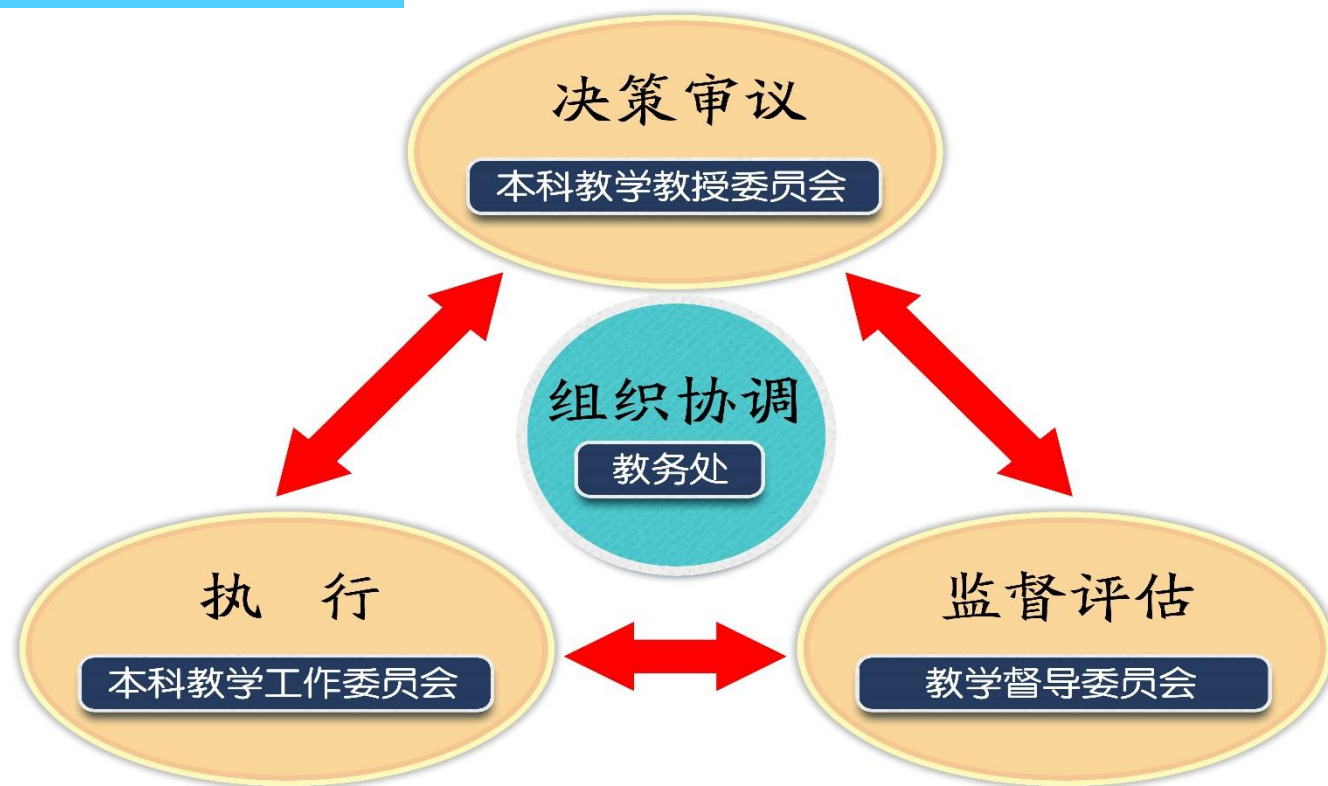 决策审议
本科教学教授委员会
组织协调
教务处
执 行
本科教学工作委员会
监督评估
教学督导委员会